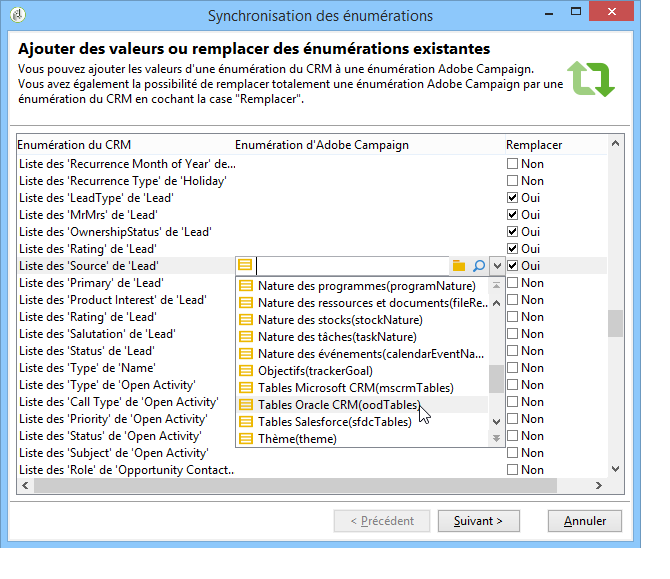 Synchronisation des énumérations
Ajouter des valeurs ou remplacer des énumérations existantes
Vous pouvez ajouter les valeurs d'une énumération du CRM à une énumération Adobe Campaign.
Vous avez également la possibilité de remplacer totalement une énumération Adobe Campaign par une
énumération du CRM en cochant la case "Remplacer".
Enumération du CRM Enumération d'Adobe Campaign Remplacer
Liste des 'Recurrence Month of Year' de... Non
Liste des 'Recurrence Type' de 'Holiday' Non
Liste des 'LeadType' de 'Lead' Oui
Liste des 'MrMrs' de 'Lead' Oui
Liste des 'OwnershipStatus' de 'Lead' Oui
Liste des 'Rating' de 'Lead' Oui
Liste des 'Source' de 'Lead' Oui
Liste des 'Primary' de 'Lead' Nature des programmes(programNature) Non
Liste des 'Product Interest' de 'Lead' Nature des ressources et documents(fileRe... Non
Liste des 'Rating' de 'Lead' Nature des stocks(stockNature) Non
Liste des 'Salutation' de 'Lead' Nature des tâches(taskNature) Non
Liste des 'Status' de 'Lead' Nature des événements(calendarEventNa... Non
Liste des 'Type' de 'Name' Objectifs(trackerGoal) Non
Liste des 'Type' de 'Open Activity' Tables Microsoft CRM(mscrmTables) Non
Liste des 'Call Type' de 'Open Activity' Tables Oracle CRM(oodTables) Non
Liste des 'Priority' de 'Open Activity' Tables Salesforce(sfdcTables) Non
Liste des 'Status' de 'Open Activity' Thème(theme) Non
Liste des 'Subject' de 'Open Activity' Non
Liste des 'Role' de 'Opportunity Contact... Non
< Précédent Suivant > Annuler